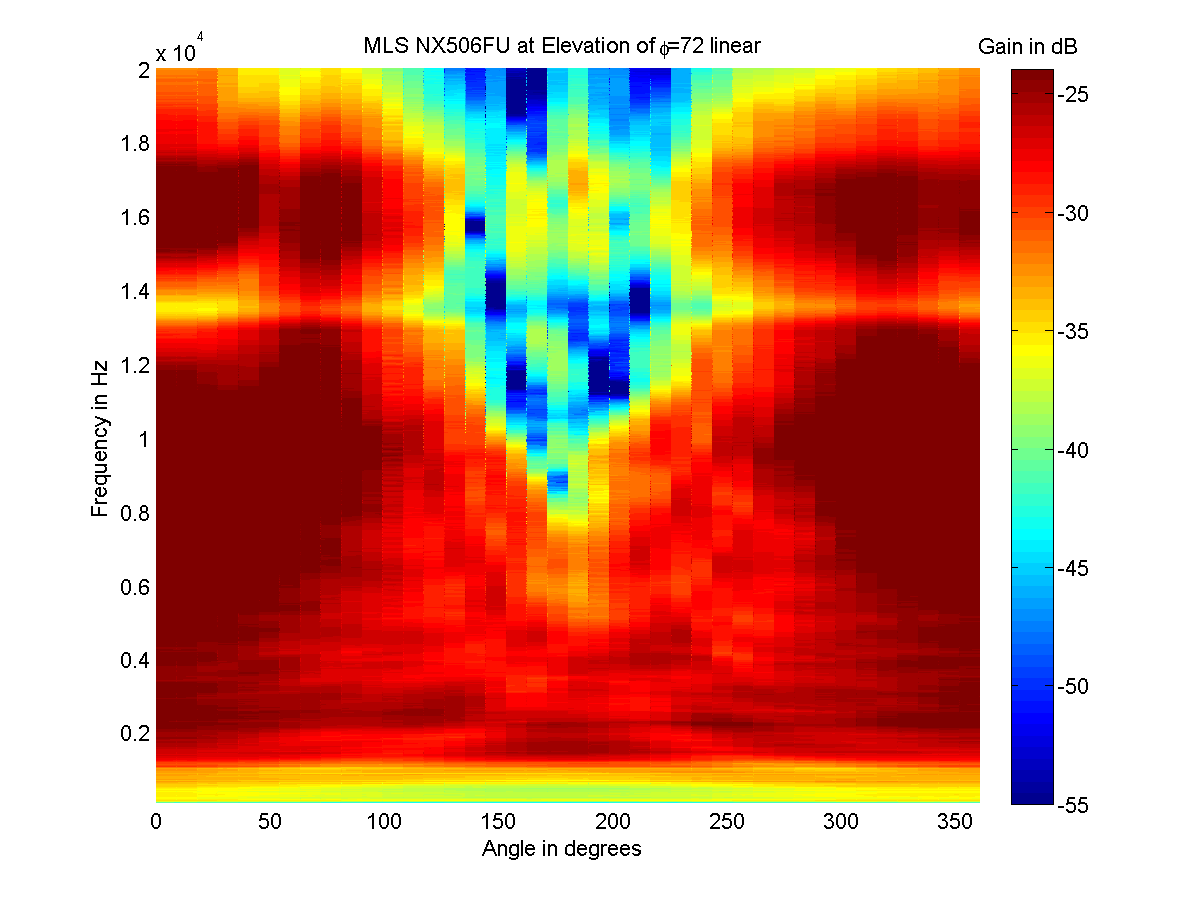 MLS NX506FU at Elevation of ϕ=72 linear
Gain in dB
x 10^4
2
1.8
1.6
1.4
1.2
1
0.8
0.6
0.4
0.2
Frequency in Hz
0 50 100 150 200 250 300 350
Angle in degrees
-25
-30
-35
-40
-45
-50
-55